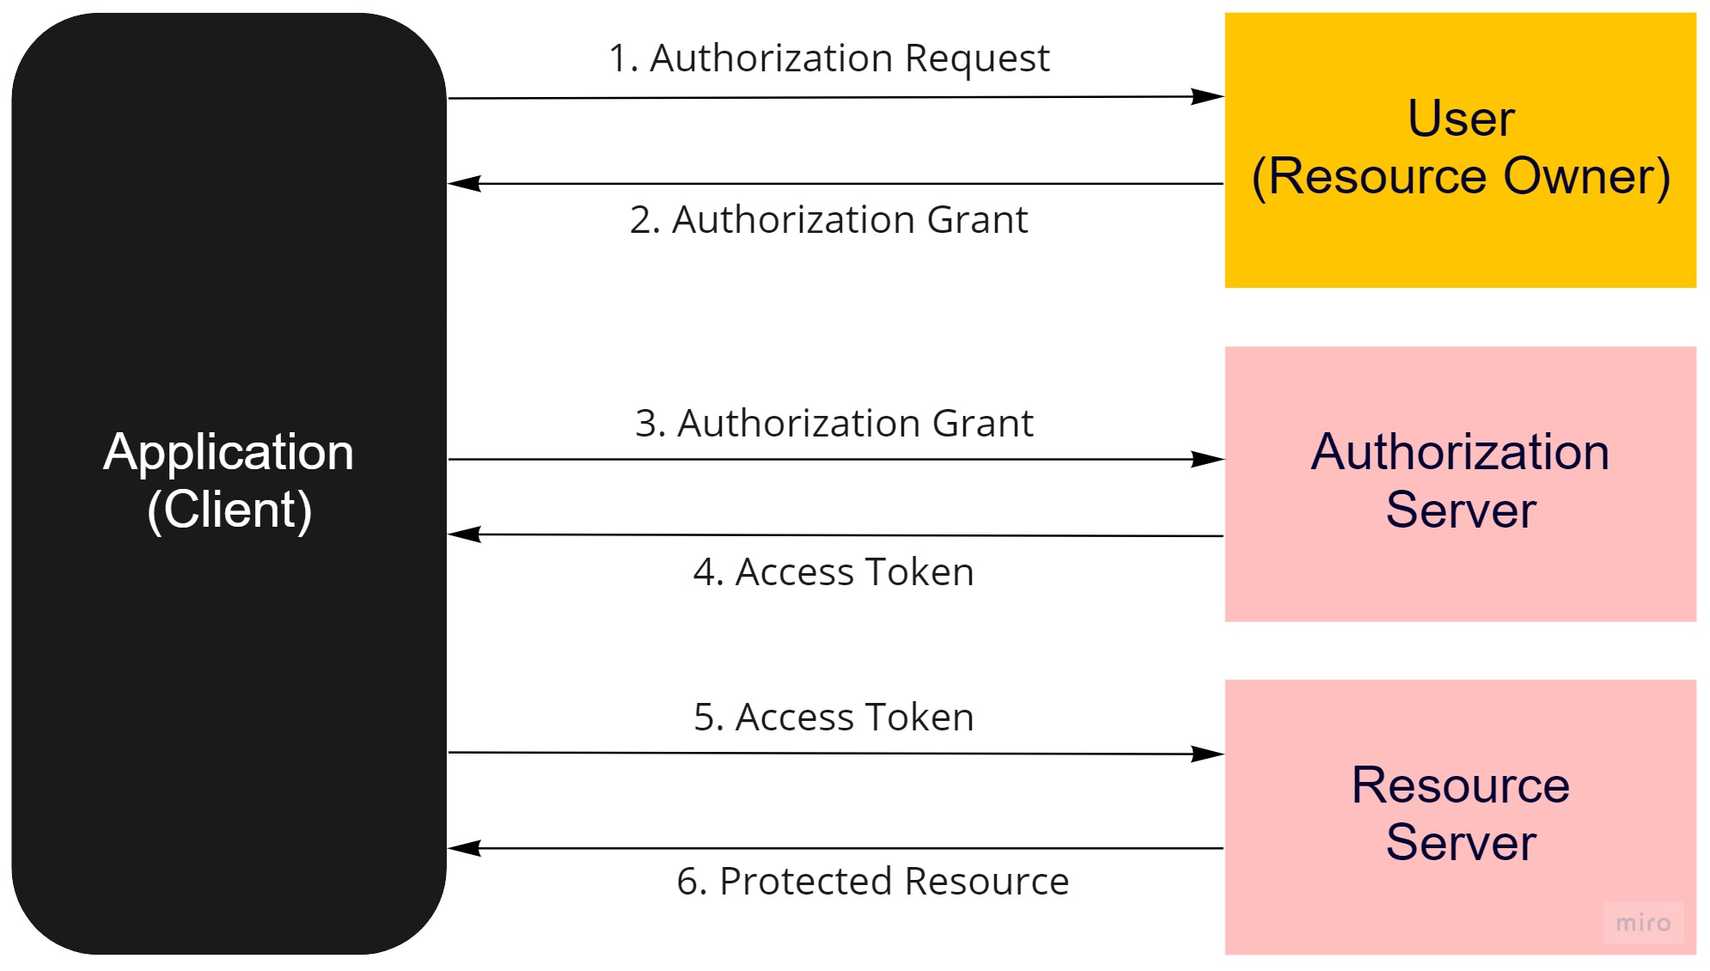 1. Authorization Request
User
(Resource Owner)
2. Authorization Grant
3. Authorization Grant
Application
(Client)
Authorization
Server
4. Access Token
5. Access Token
Resource
Server
6. Protected Resource
miro